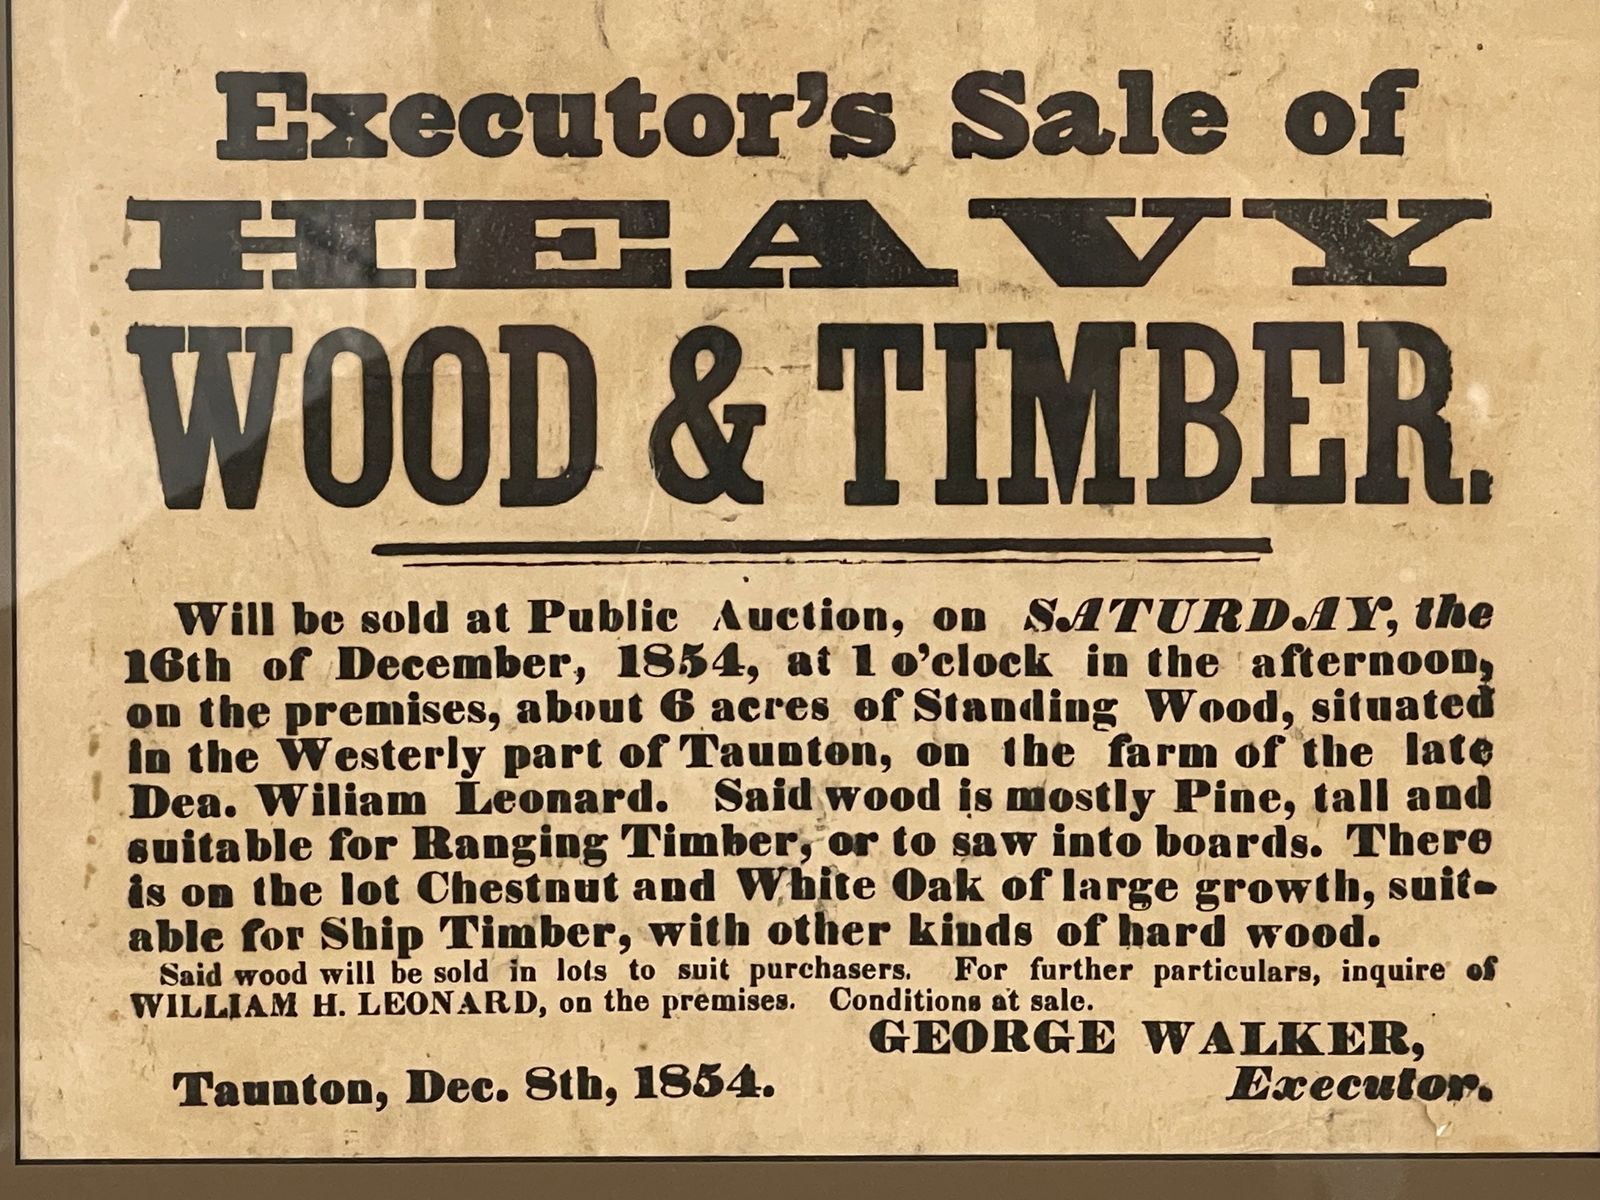 Executor's Sale of
HEAVY
WOOD & TIMBER.
Will be sold at Public Auction, on SATURDAY, the
16th of December, 1854, at 1 o'clock in the afternoon,
on the premises, about 6 acres of Standing Wood, situated
in the Westerly part of Taunton, on the farm of the late
Dea. Wiliam Leonard. Said wood is mostly Pine, tall and
suitable for Ranging Timber, or to saw into boards. There
is on the lot Chestnut and White Oak of large growth, suit-
able for Ship Timber, with other kinds of hard wood.
Said wood will be sold in lots to suit purchasers. For further particulars, inquire of
WILLIAM H. LEONARD, on the premises. Conditions at sale.
GEORGE WALKER,
Taunton, Dec. 8th, 1854. Executor.